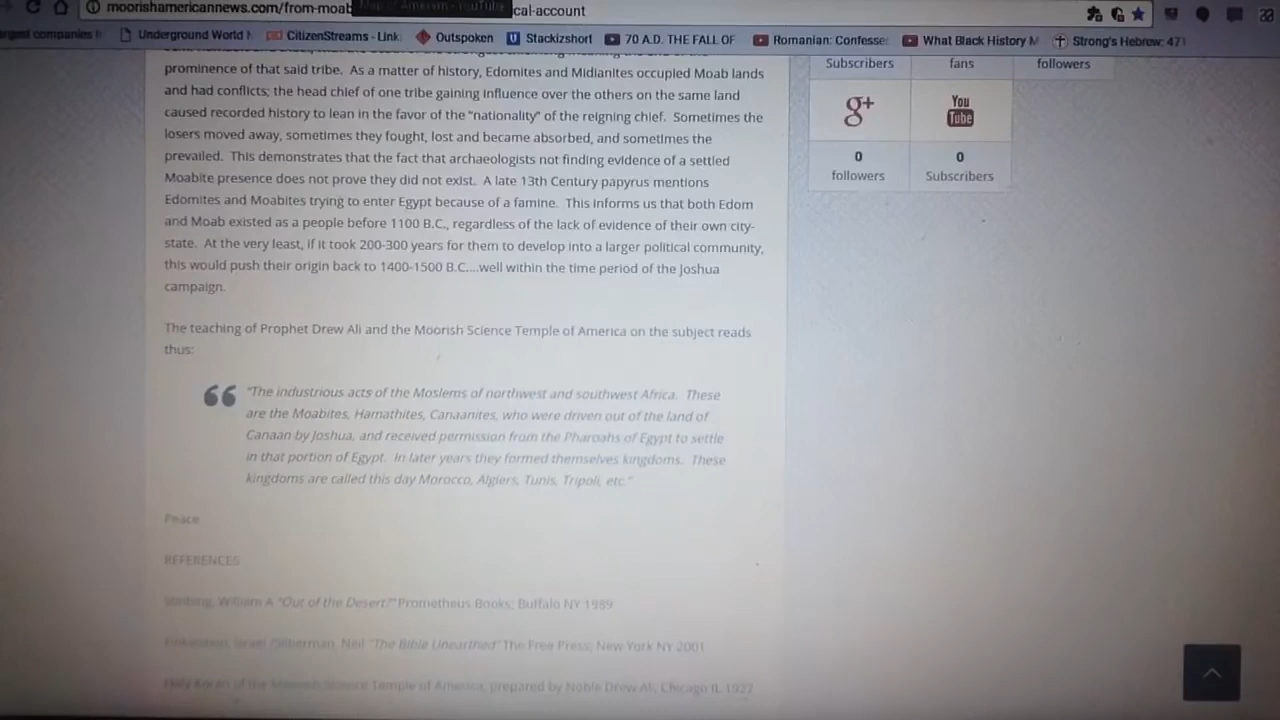 moorishamericannews.com/from-moab
cal-account
argest companies in
Underground World N
CitizenStreams - Link
Outspoken
Stackizshort
70 A.D. THE FALL OF
Romanian: Confesse
What Black History M
Strong's Hebrew: 471
prominence of that said tribe. As a matter of history, Edomites and Midianites occupied Moab lands
and had conflicts; the head chief of one tribe gaining influence over the others on the same land
caused recorded history to lean in the favor of the "nationality" of the reigning chief. Sometimes the
losers moved away, sometimes they fought, lost and became absorbed, and sometimes the
prevailed. This demonstrates that the fact that archaeologists not finding evidence of a settled
Moabite presence does not prove they did not exist. A late 13th Century papyrus mentions
Edomites and Moabites trying to enter Egypt because of a famine. This informs us that both Edom
and Moab existed as a people before 1100 B.C., regardless of the lack of evidence of their own city-
state. At the very least, if it took 200-300 years for them to develop into a larger political community,
this would push their origin back to 1400-1500 B.C....well within the time period of the Joshua
campaign.
The teaching of Prophet Drew Ali and the Moorish Science Temple of America on the subject reads
thus:
"The industrious acts of the Moslems of northwest and southwest Africa. These
are the Moabites, Hamathites, Canaanites, who were driven out of the land of
Canaan by Joshua, and received permission from the Pharoahs of Egypt to settle
in that portion of Egypt. In later years they formed themselves kingdoms. These
kingdoms are called this day Morocco, Algiers, Tunis, Tripoli, etc."
Peace
REFERENCES
William A "Out of the Desert?" Prometheus Books; Buffalo NY 1989
Neil "The Bible Unearthed" The Free Press; New York NY 2001
Holy Koran of the Moorish Science Temple of America, prepared by Noble Drew Ali, Chicago IL 1927
Subscribers
fans
followers
g+
You
Tube
0
followers
0
Subscribers